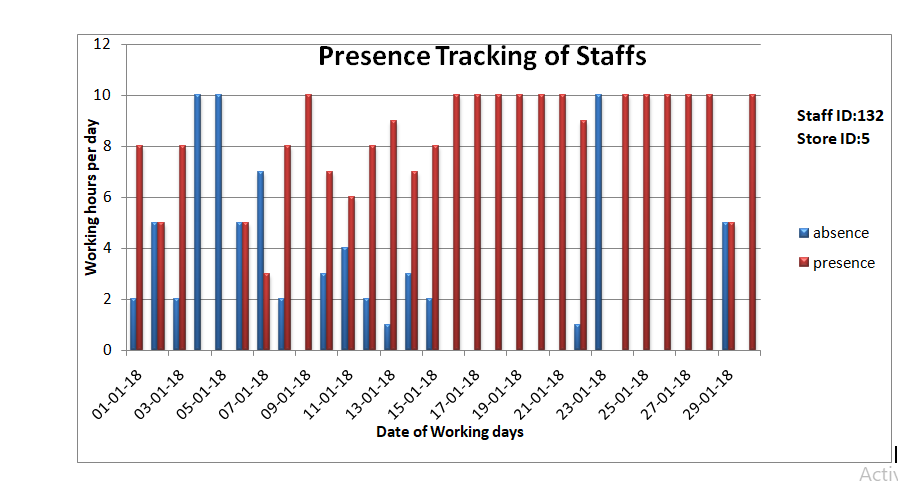 Presence Tracking of Staffs
12
10
8
6
4
2
0
Working hours per day
01-01-18
03-01-18
05-01-18
07-01-18
09-01-18
11-01-18
13-01-18
15-01-18
17-01-18
19-01-18
21-01-18
23-01-18
25-01-18
27-01-18
29-01-18
Date of Working days
Staff ID:132
Store ID:5
absence
presence
Activ